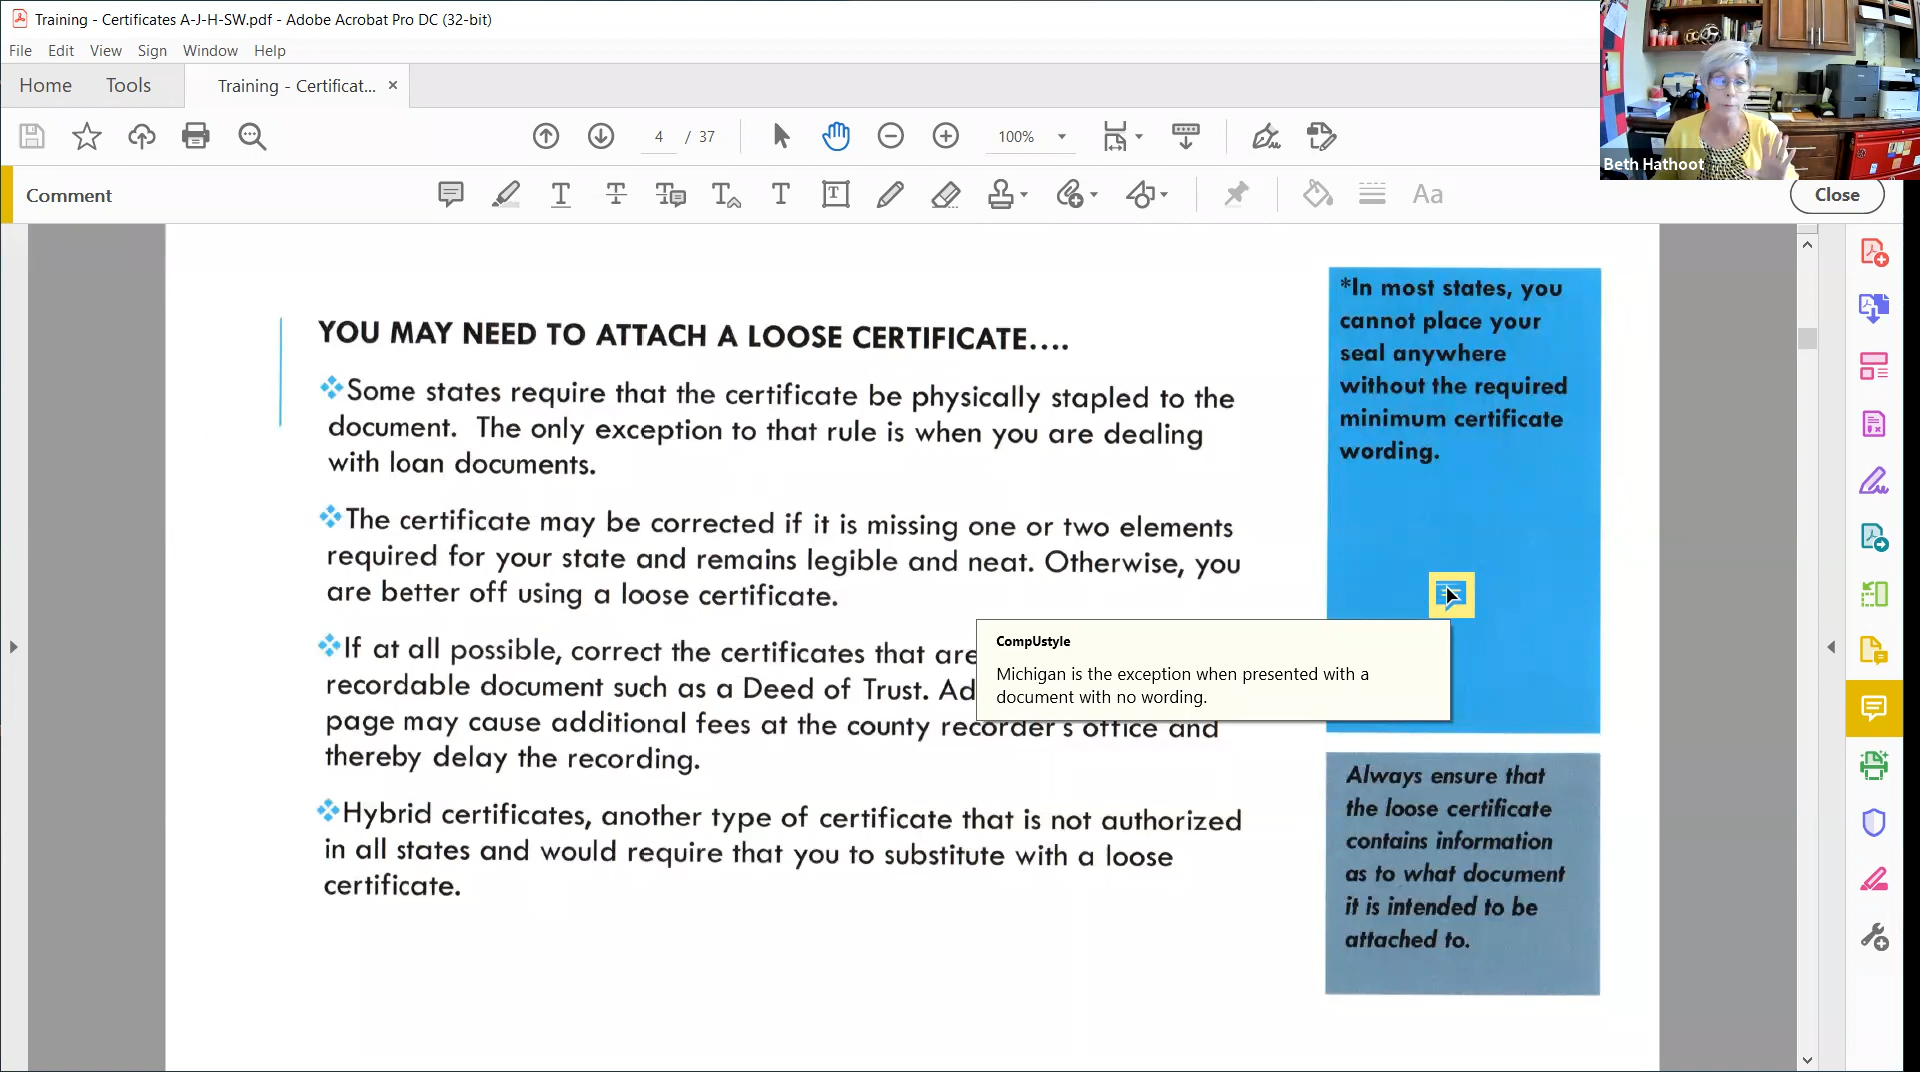 Training - Certificates A-J-H-SW.pdf - Adobe Acrobat Pro DC (32-bit)
File Edit View Sign Window Help
Home Tools Training - Certificat... ×
4 / 37 100%
Beth Hathoot
Comment
T T T T T T Aa
Close
YOU MAY NEED TO ATTACH A LOOSE CERTIFICATE....
Some states require that the certificate be physically stapled to the
document. The only exception to that rule is when you are dealing
with loan documents.
The certificate may be corrected if it is missing one or two elements
required for your state and remains legible and neat. Otherwise, you
are better off using a loose certificate.
If at all possible, correct the certificates that are
recordable document such as a Deed of Trust. Ad
page may cause additional fees at the county recorder's office and
thereby delay the recording.
Hybrid certificates, another type of certificate that is not authorized
in all states and would require that you to substitute with a loose
certificate.
*In most states, you
cannot place your
seal anywhere
without the required
minimum certificate
wording.
CompUstyle
Michigan is the exception when presented with a
document with no wording.
Always ensure that
the loose certificate
contains information
as to what document
it is intended to be
attached to.